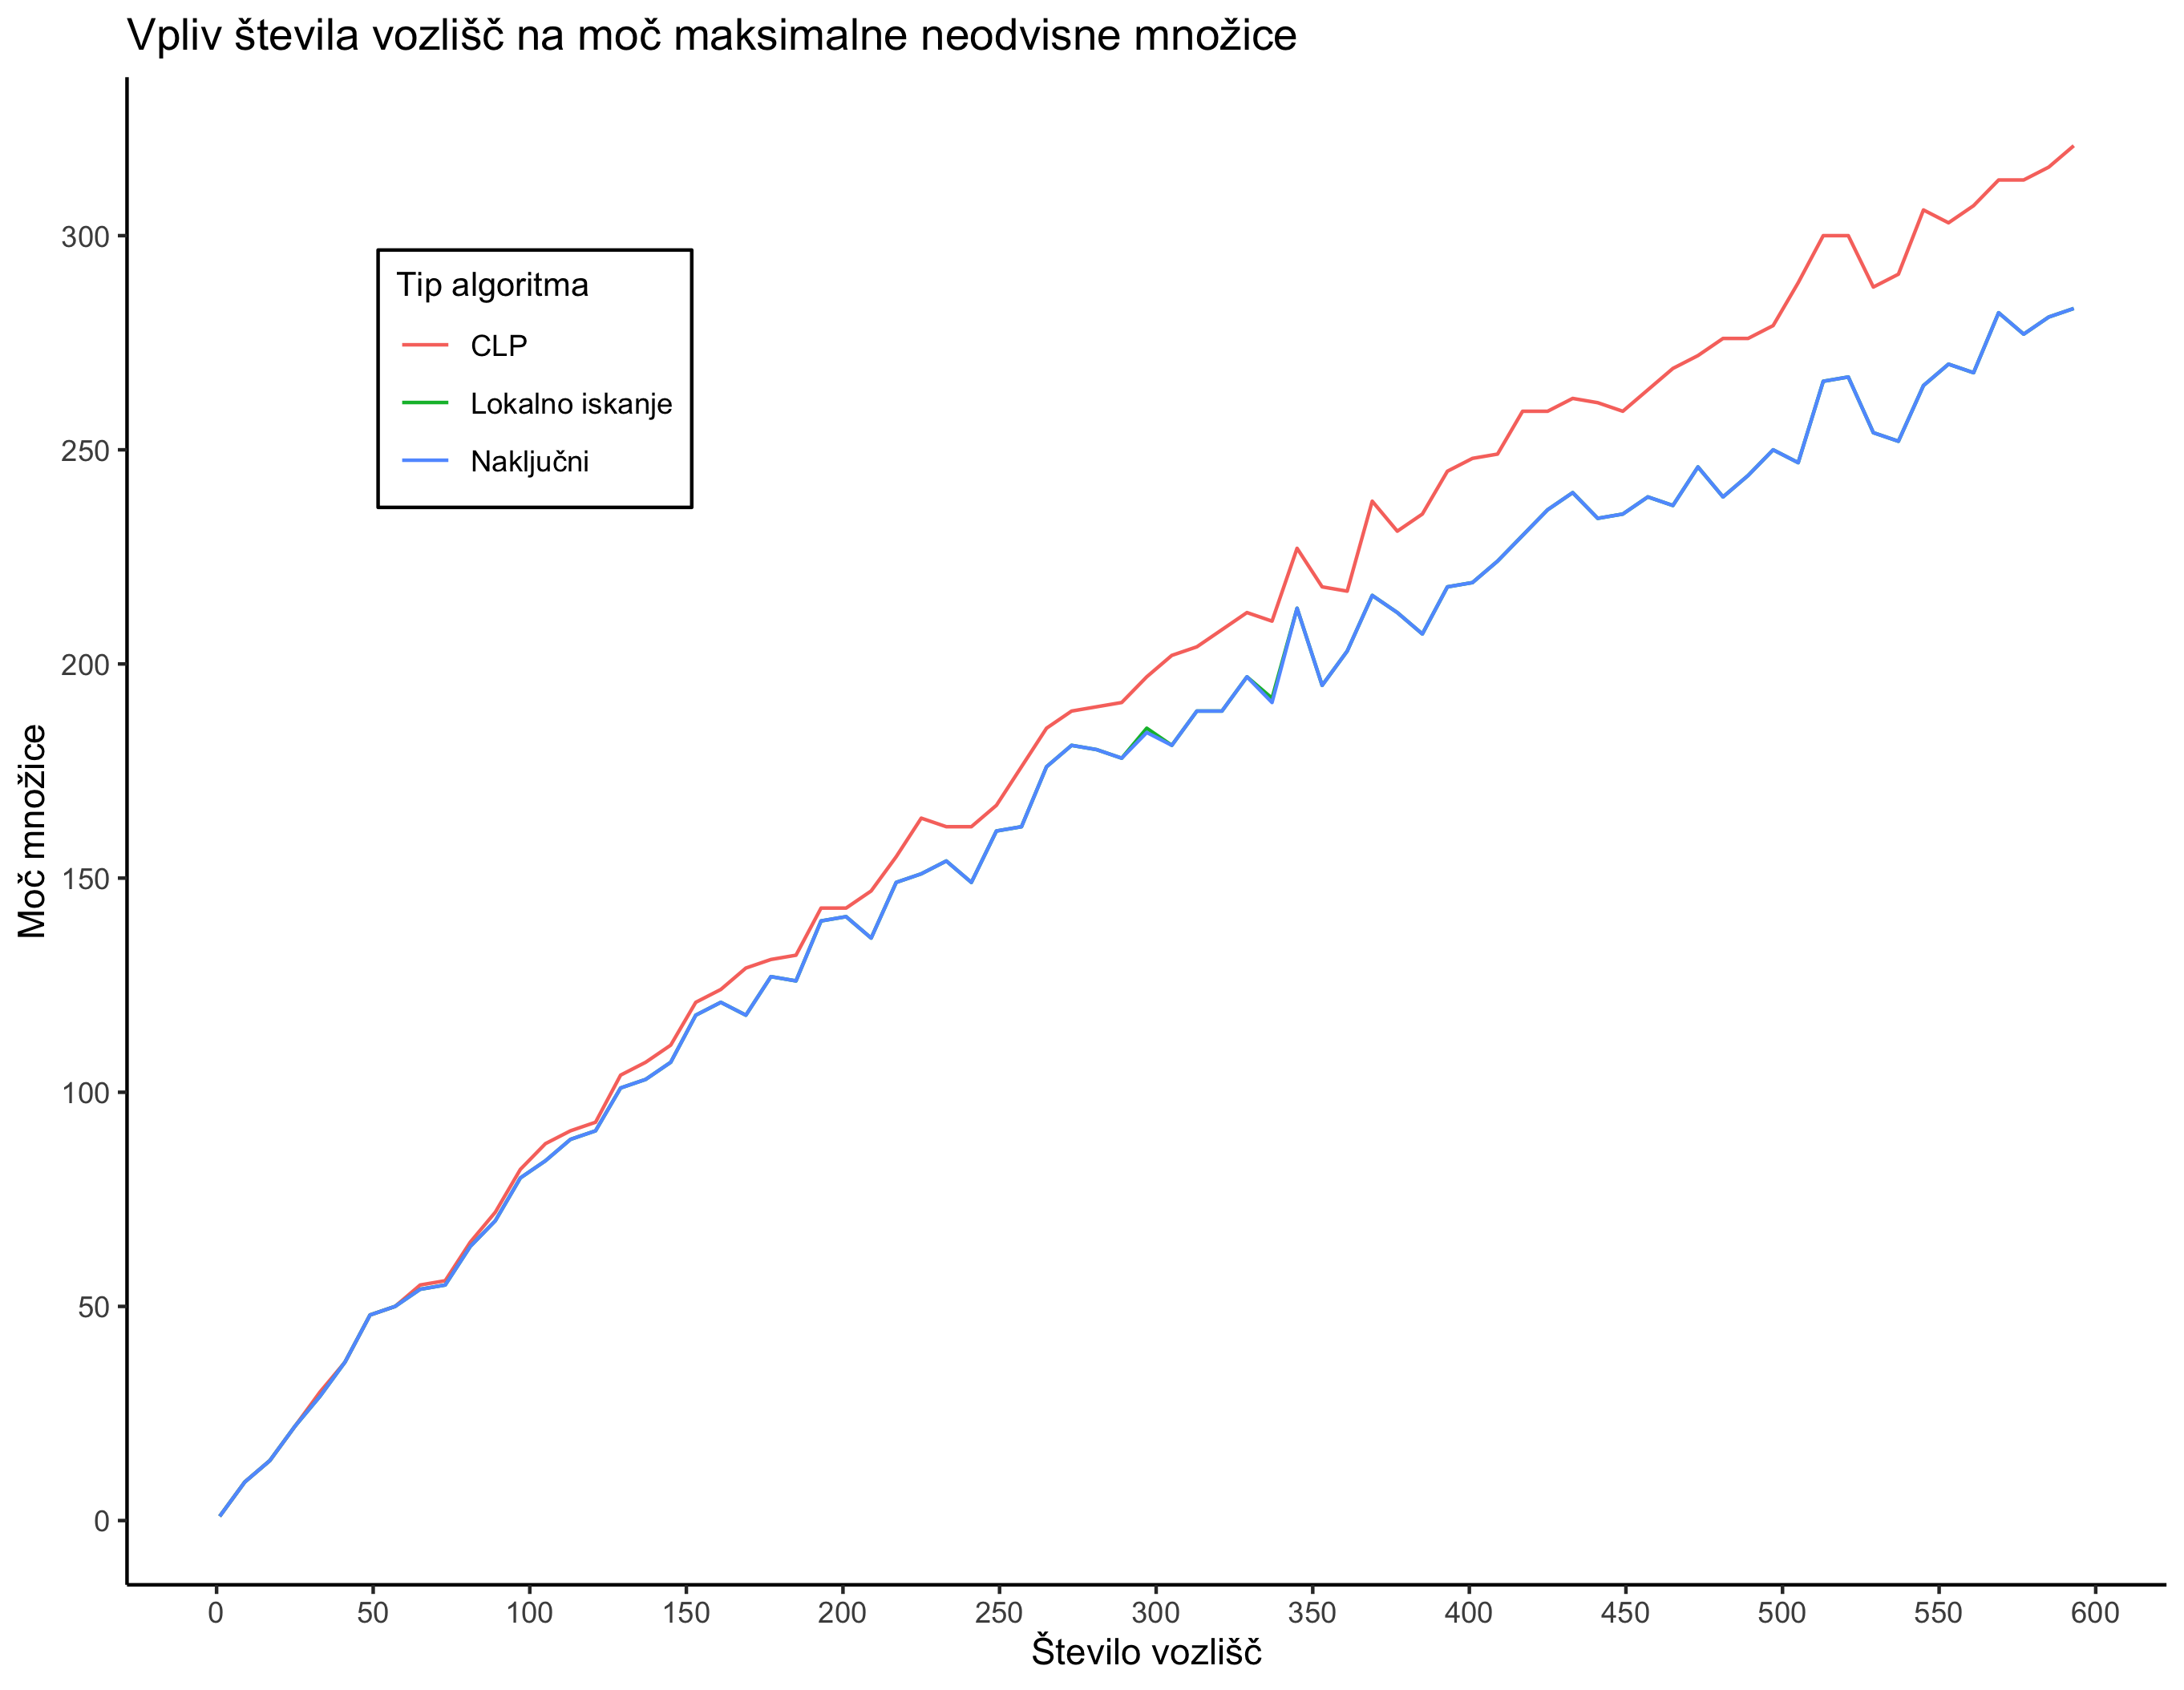 Vpliv števila vozlišč na moč maksimalne neodvisne množice
Moč množice
300
250
200
150
100
50
0
Tip algoritma
CLP
Lokalno iskanje
Naključni
0 50 100 150 200 250 300 350 400 450 500 550 600
Število vozlišč